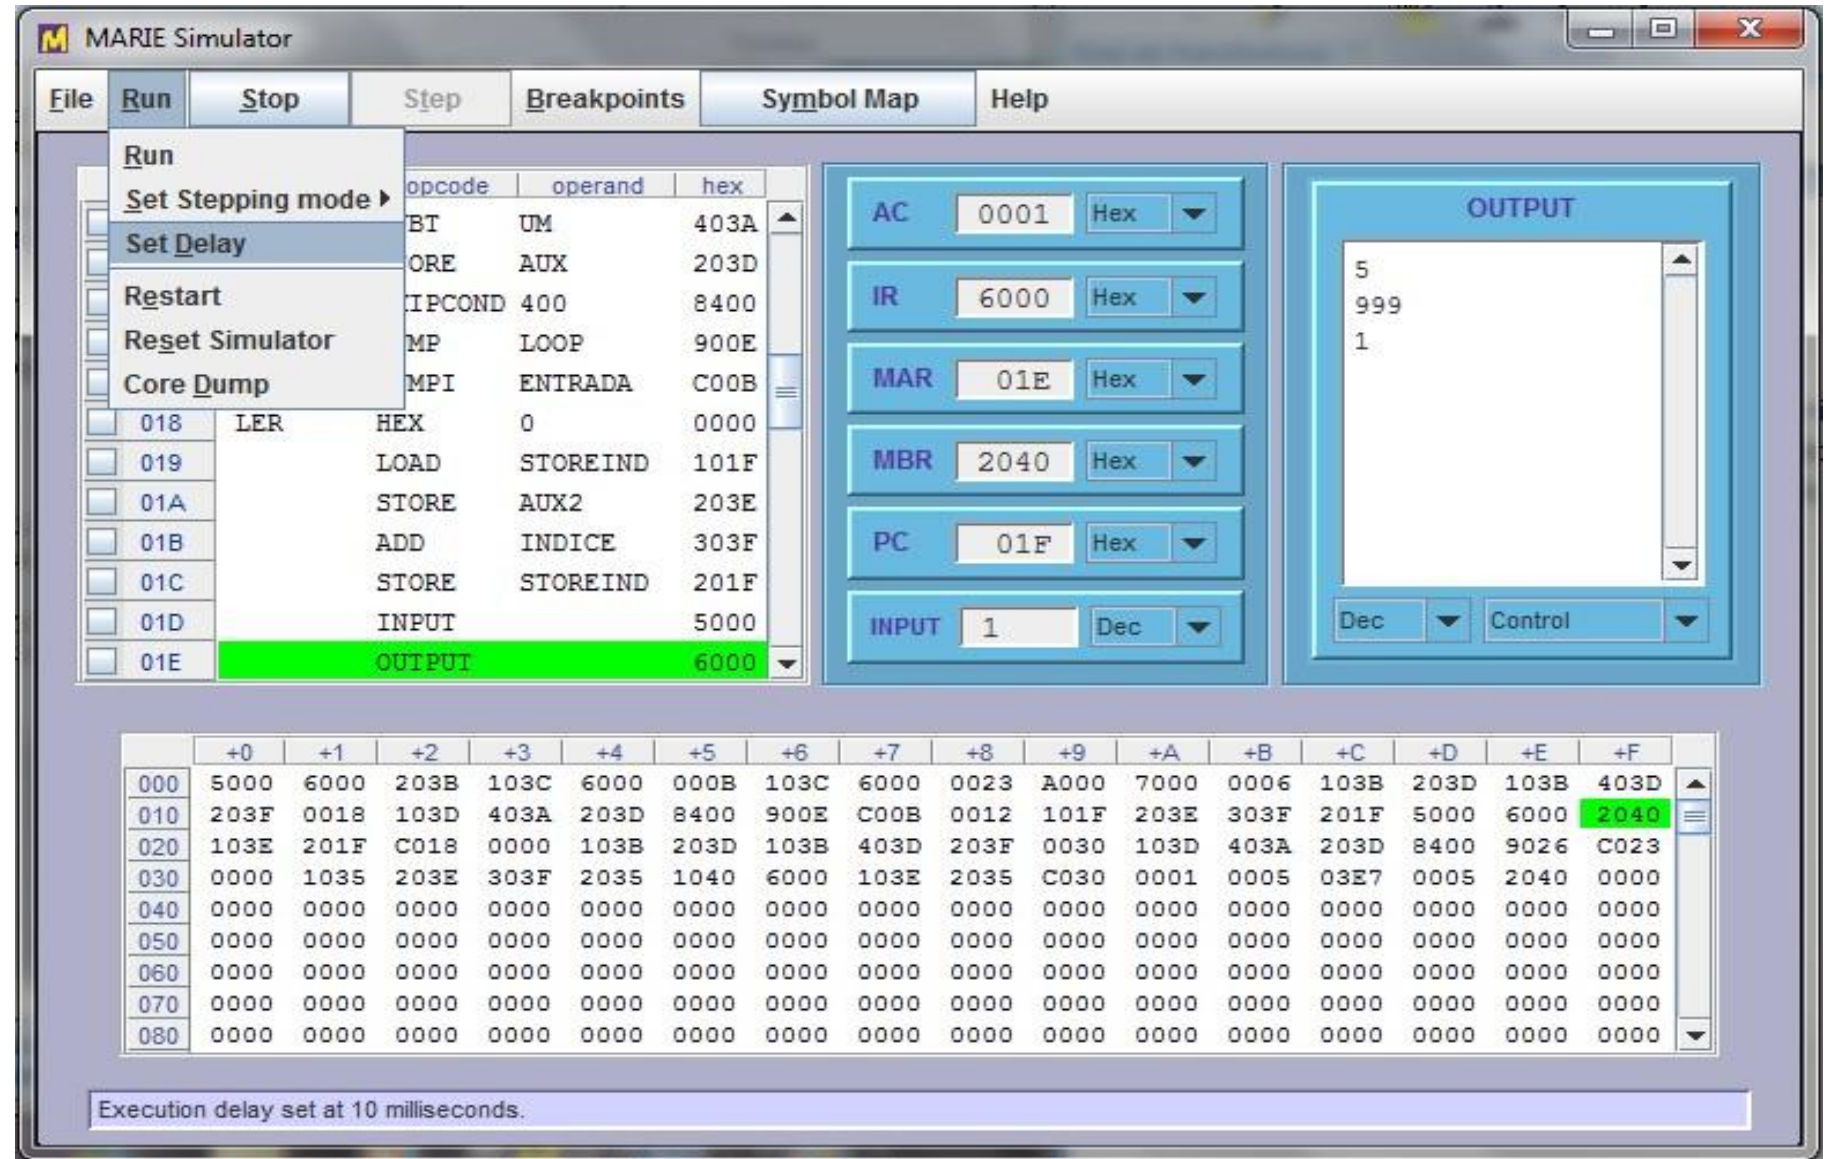 MARIE Simulator
File Run Stop Step Breakpoints Symbol Map Help
Run
Set Stepping mode
Set Delay
Restart
Reset Simulator
Core Dump
opcode operand hex
UM 403A
AUX 203D
400 8400
LOOP 900E
ENTRADA C00B
018 LER HEX 0 0000
019 LOAD STOREIND 101F
01A STORE AUX2 203E
01B ADD INDICE 303F
01C STORE STOREIND 201F
01D INPUT 5000
01E OUTPUT 6000
AC 0001 Hex
IR 6000 Hex
MAR 01E Hex
MBR 2040 Hex
PC 01F Hex
INPUT 1 Dec
OUTPUT
5
999
1
Dec Control
+0 +1 +2 +3 +4 +5 +6 +7 +8 +9 +A +B +C +D +E +F
000 5000 6000 203B 103C 6000 000B 103C 6000 0023 A000 7000 0006 103B 203D 103B 403D
010 203F 0018 103D 403A 203D 8400 900E C00B 0012 101F 203E 303F 201F 5000 6000 2040
020 103E 201F C018 0000 103B 203D 103B 403D 203F 0030 103D 403A 203D 8400 9026 C023
030 0000 1035 203E 303F 2035 1040 6000 103E 2035 C030 0001 0005 03E7 0005 2040 0000
040 0000 0000 0000 0000 0000 0000 0000 0000 0000 0000 0000 0000 0000 0000 0000 0000
050 0000 0000 0000 0000 0000 0000 0000 0000 0000 0000 0000 0000 0000 0000 0000 0000
060 0000 0000 0000 0000 0000 0000 0000 0000 0000 0000 0000 0000 0000 0000 0000 0000
070 0000 0000 0000 0000 0000 0000 0000 0000 0000 0000 0000 0000 0000 0000 0000 0000
080 0000 0000 0000 0000 0000 0000 0000 0000 0000 0000 0000 0000 0000 0000 0000 0000
Execution delay set at 10 milliseconds.